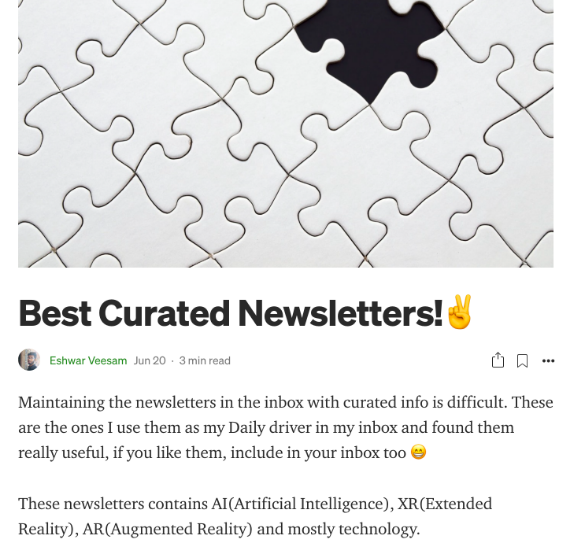 Best Curated Newsletters!✌️
Eshwar Veesam Jun 20 · 3 min read
Maintaining the newsletters in the inbox with curated info is difficult. These
are the ones I use them as my Daily driver in my inbox and found them
really useful, if you like them, include in your inbox too 😁
These newsletters contains AI(Artificial Intelligence), XR(Extended
Reality), AR(Augmented Reality) and mostly technology.